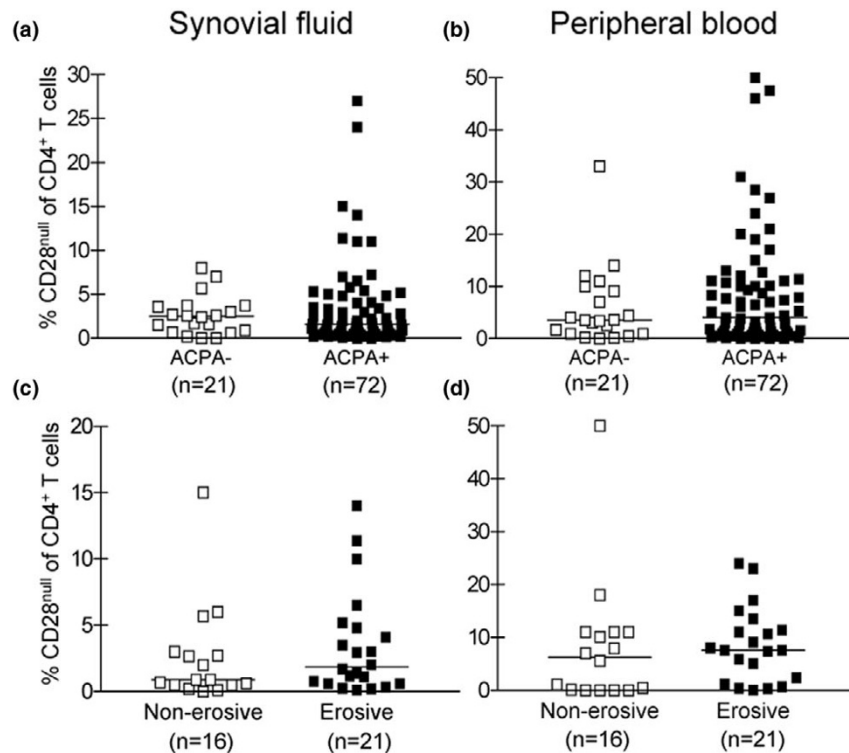 Synovial fluid
Peripheral blood
(a)
(b)
% CD28null of CD4+ T cells
30
25
20
15
10
5
0
50
40
30
20
10
0
ACPA-
(n=21)
ACPA+
(n=72)
ACPA-
(n=21)
ACPA+
(n=72)
(c)
(d)
% CD28null of CD4+ T cells
20
15
10
5
0
50
40
30
20
10
0
Non-erosive
(n=16)
Erosive
(n=21)
Non-erosive
(n=16)
Erosive
(n=21)